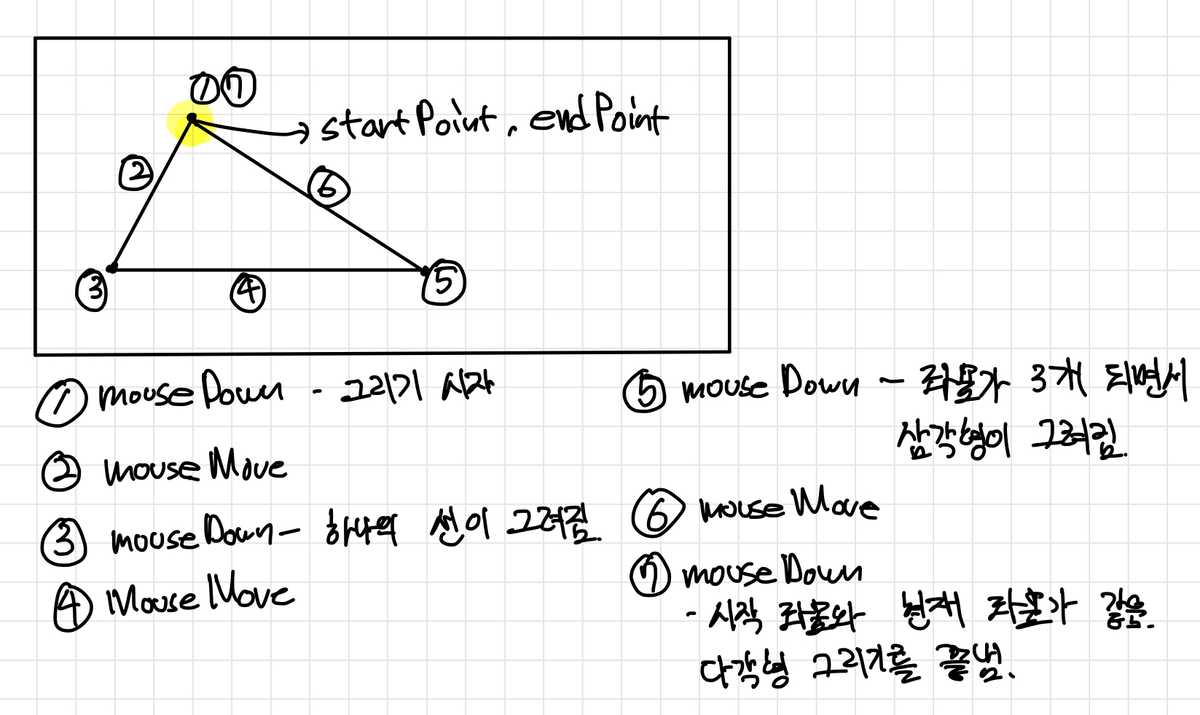 ①⑦
startPoint, endPoint
②
⑥
③
④
⑤
① mouseDown - 그리기 시작
② mouseMove
③ mouseDown - 하나의 선이 그려짐.
④ MouseMove
⑤ mouseDown - 좌표가 3개 되면서
삼각형이 그려짐.
⑥ mouseMove
⑦ mouseDown
- 시작 좌표와 현재 좌표가 같음.
다각형 그리기를 끝냄.